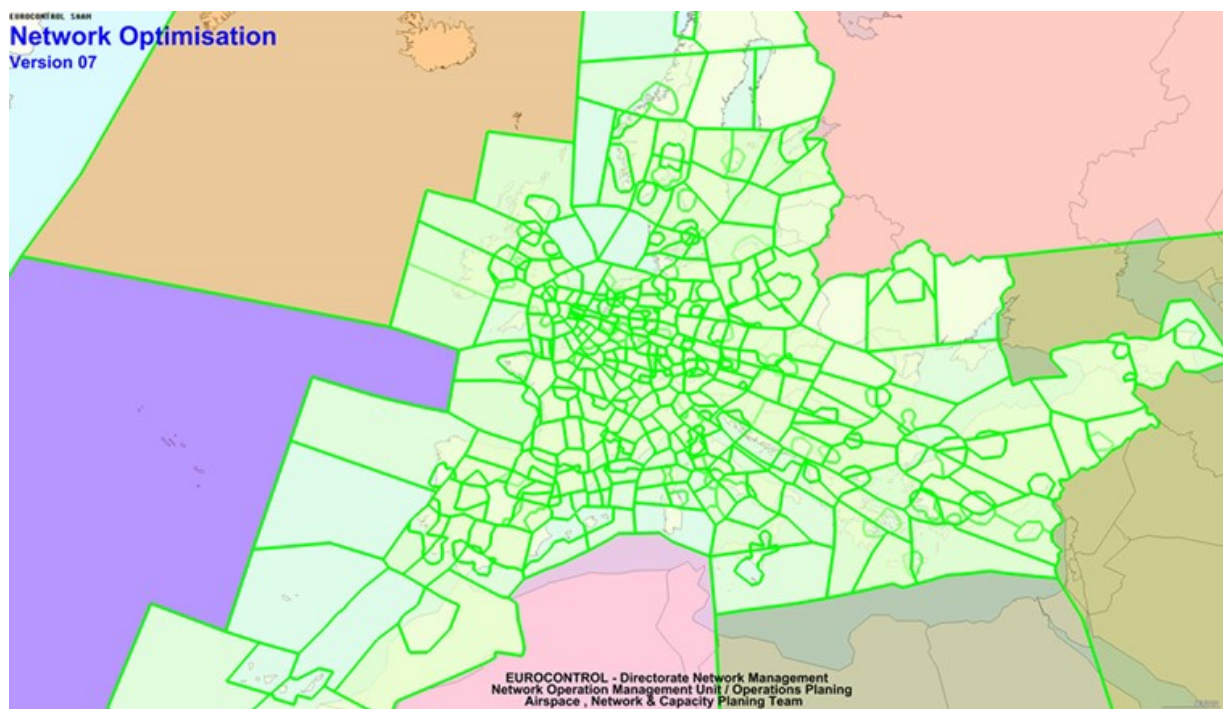 EUROCONTROL SAAM
Network Optimisation
Version 07
EUROCONTROL - Directorate Network Management
Network Operation Management Unit / Operations Planing
Airspace , Network & Capacity Planing Team